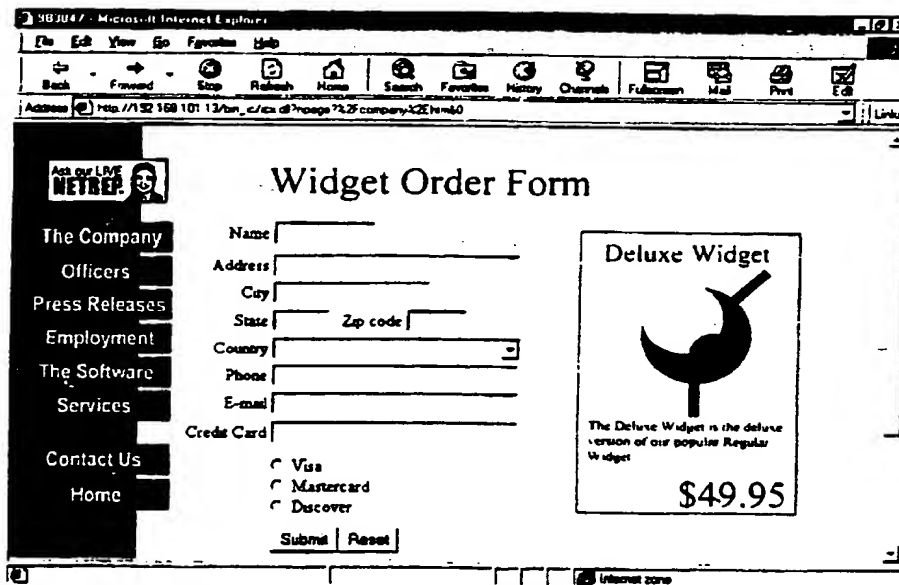 983847 - Microsoft Internet Explorer
File Edit View Go Favorites Help
Back Forward Stop Refresh Home Search Favorites History Channels Fullscreen Mail Print Edit
Address Links
Ask our LIVE
NETREP.
Widget Order Form
The Company
Officers
Press Releases
Employment
The Software
Services
Contact Us
Home
Name
Address
City
State Zip code
Country
Phone
E-mail
Credit Card
Visa
Mastercard
Discover
Submit Reset
Deluxe Widget
The Deluxe Widget is the deluxe
version of our popular Regular
Widget
$49.95
Internet zone